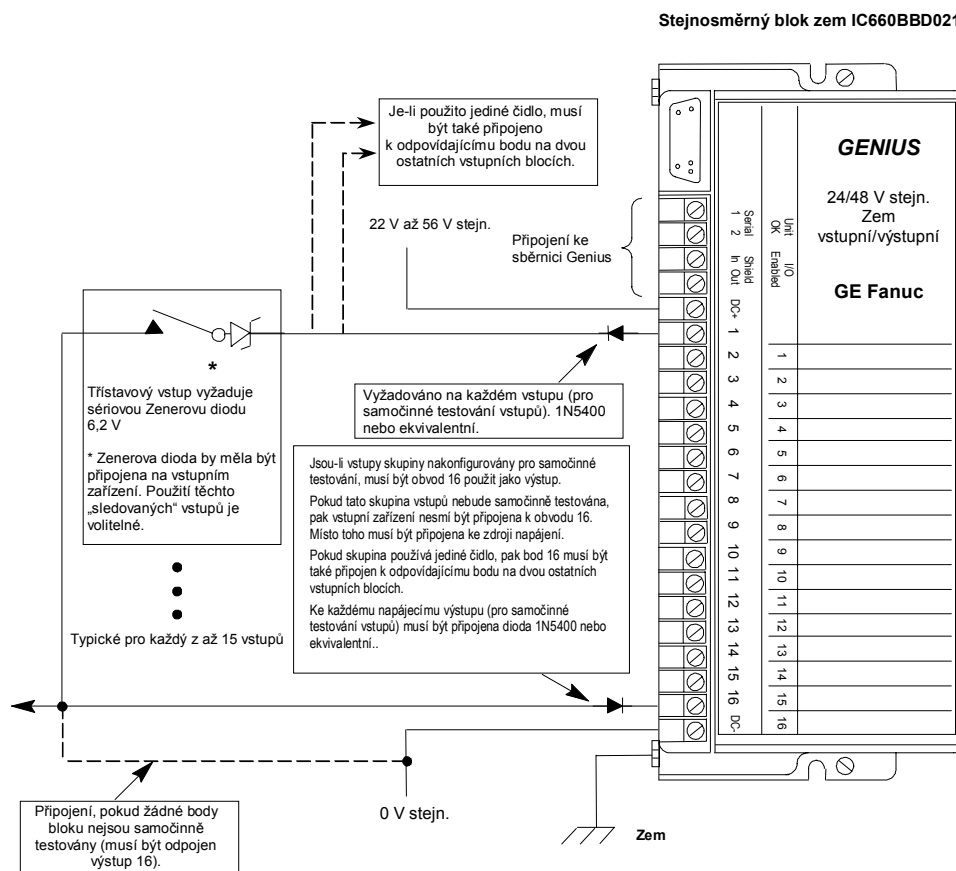 Stejnosměrný blok zem IC660BBD021
Je-li použito jediné čidlo, musí
být také připojeno
k odpovídajícímu bodu na dvou
ostatních vstupních blocích.
22 V až 56 V stejn.
Připojení ke
sběrnici Genius
GENIUS
24/48 V stejn.
Zem
vstupní/výstupní
GE Fanuc
Serial
1 2
Shield
In Out
DC+
1
2
3
4
5
6
7
8
9
10
11
12
13
14
15
16
DC-
Unit
OK
I/O
Enabled
1
2
3
4
5
6
7
8
9
10
11
12
13
14
15
16
*
Třístavový vstup vyžaduje
sériovou Zenerovu diodu
6,2 V
* Zenerova dioda by měla být
připojena na vstupním
zařízení. Použití těchto
„sledovaných“ vstupů je
volitelné.
Typické pro každý z až 15 vstupů
Vyžadováno na každém vstupu (pro
samočinné testování vstupů). 1N5400
nebo ekvivalentní.
Jsou-li vstupy skupiny nakonfigurovány pro samočinné
testování, musí být obvod 16 použit jako výstup.
Pokud tato skupina vstupů nebude samočinně testována,
pak vstupní zařízení nesmí být připojena k obvodu 16.
Místo toho musí být připojena ke zdroji napájení.
Pokud skupina používá jediné čidlo, pak bod 16 musí být
také připojen k odpovídajícímu bodu na dvou ostatních
vstupních blocích.
Ke každému napájecímu výstupu (pro samočinné
testování vstupů) musí být připojena dioda 1N5400 nebo
ekvivalentní..
Připojení, pokud žádné body
bloku nejsou samočinně
testovány (musí být odpojen
výstup 16).
0 V stejn.
Zem